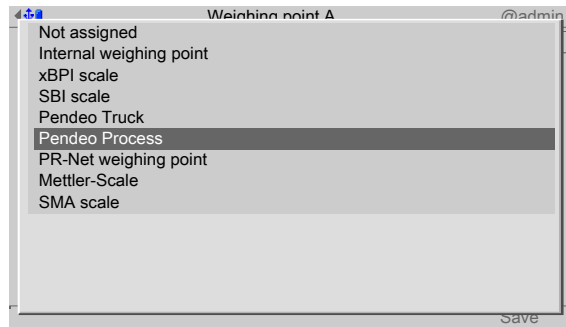 Weighing point A @admin
Not assigned
Internal weighing point
xBPI scale
SBI scale
Pendeo Truck
Pendeo Process
PR-Net weighing point
Mettler-Scale
SMA scale
Save